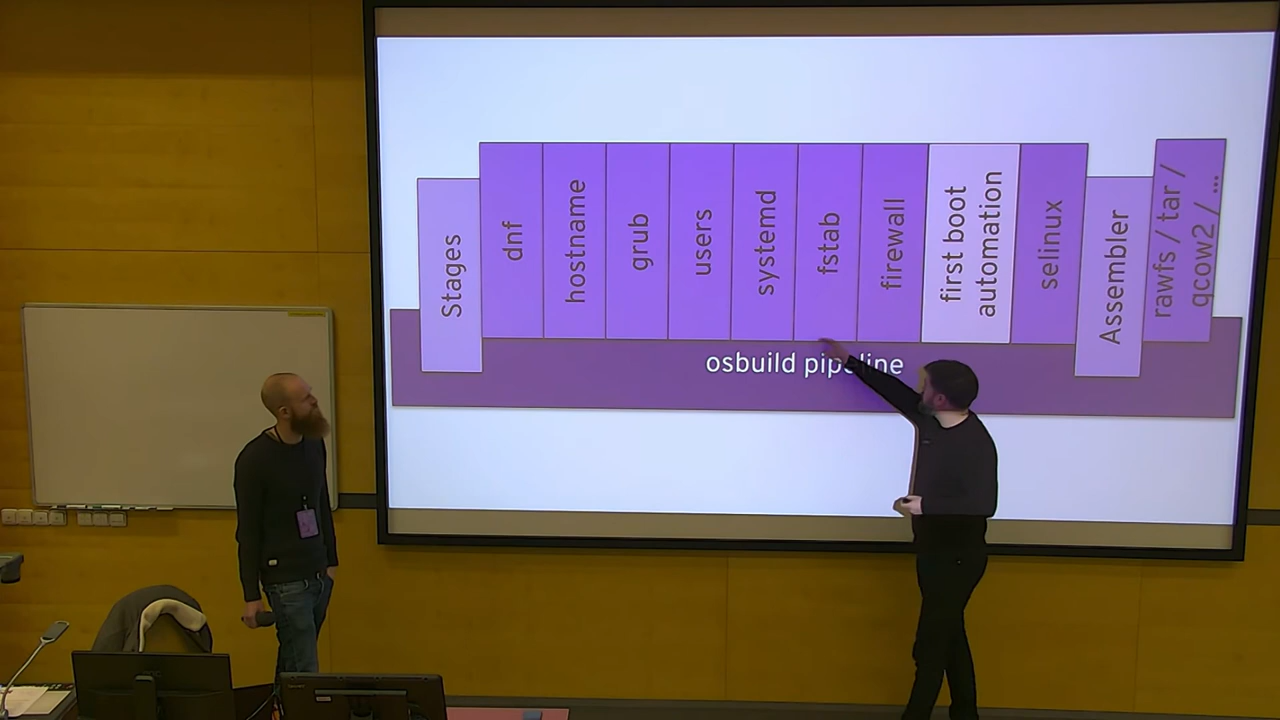 Stages
dnf
hostname
grub
users
systemd
fstab
firewall
first boot
automation
selinux
Assembler
rawfs / tar /
qcow2 / ...
osbuild pipeline